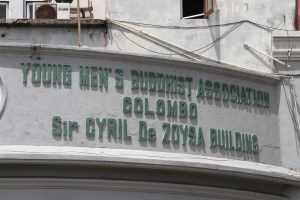 YOUNG MEN'S BUDDHIST ASSOCIATION
COLOMBO
Sir CYRIL De ZOYSA BUILDING